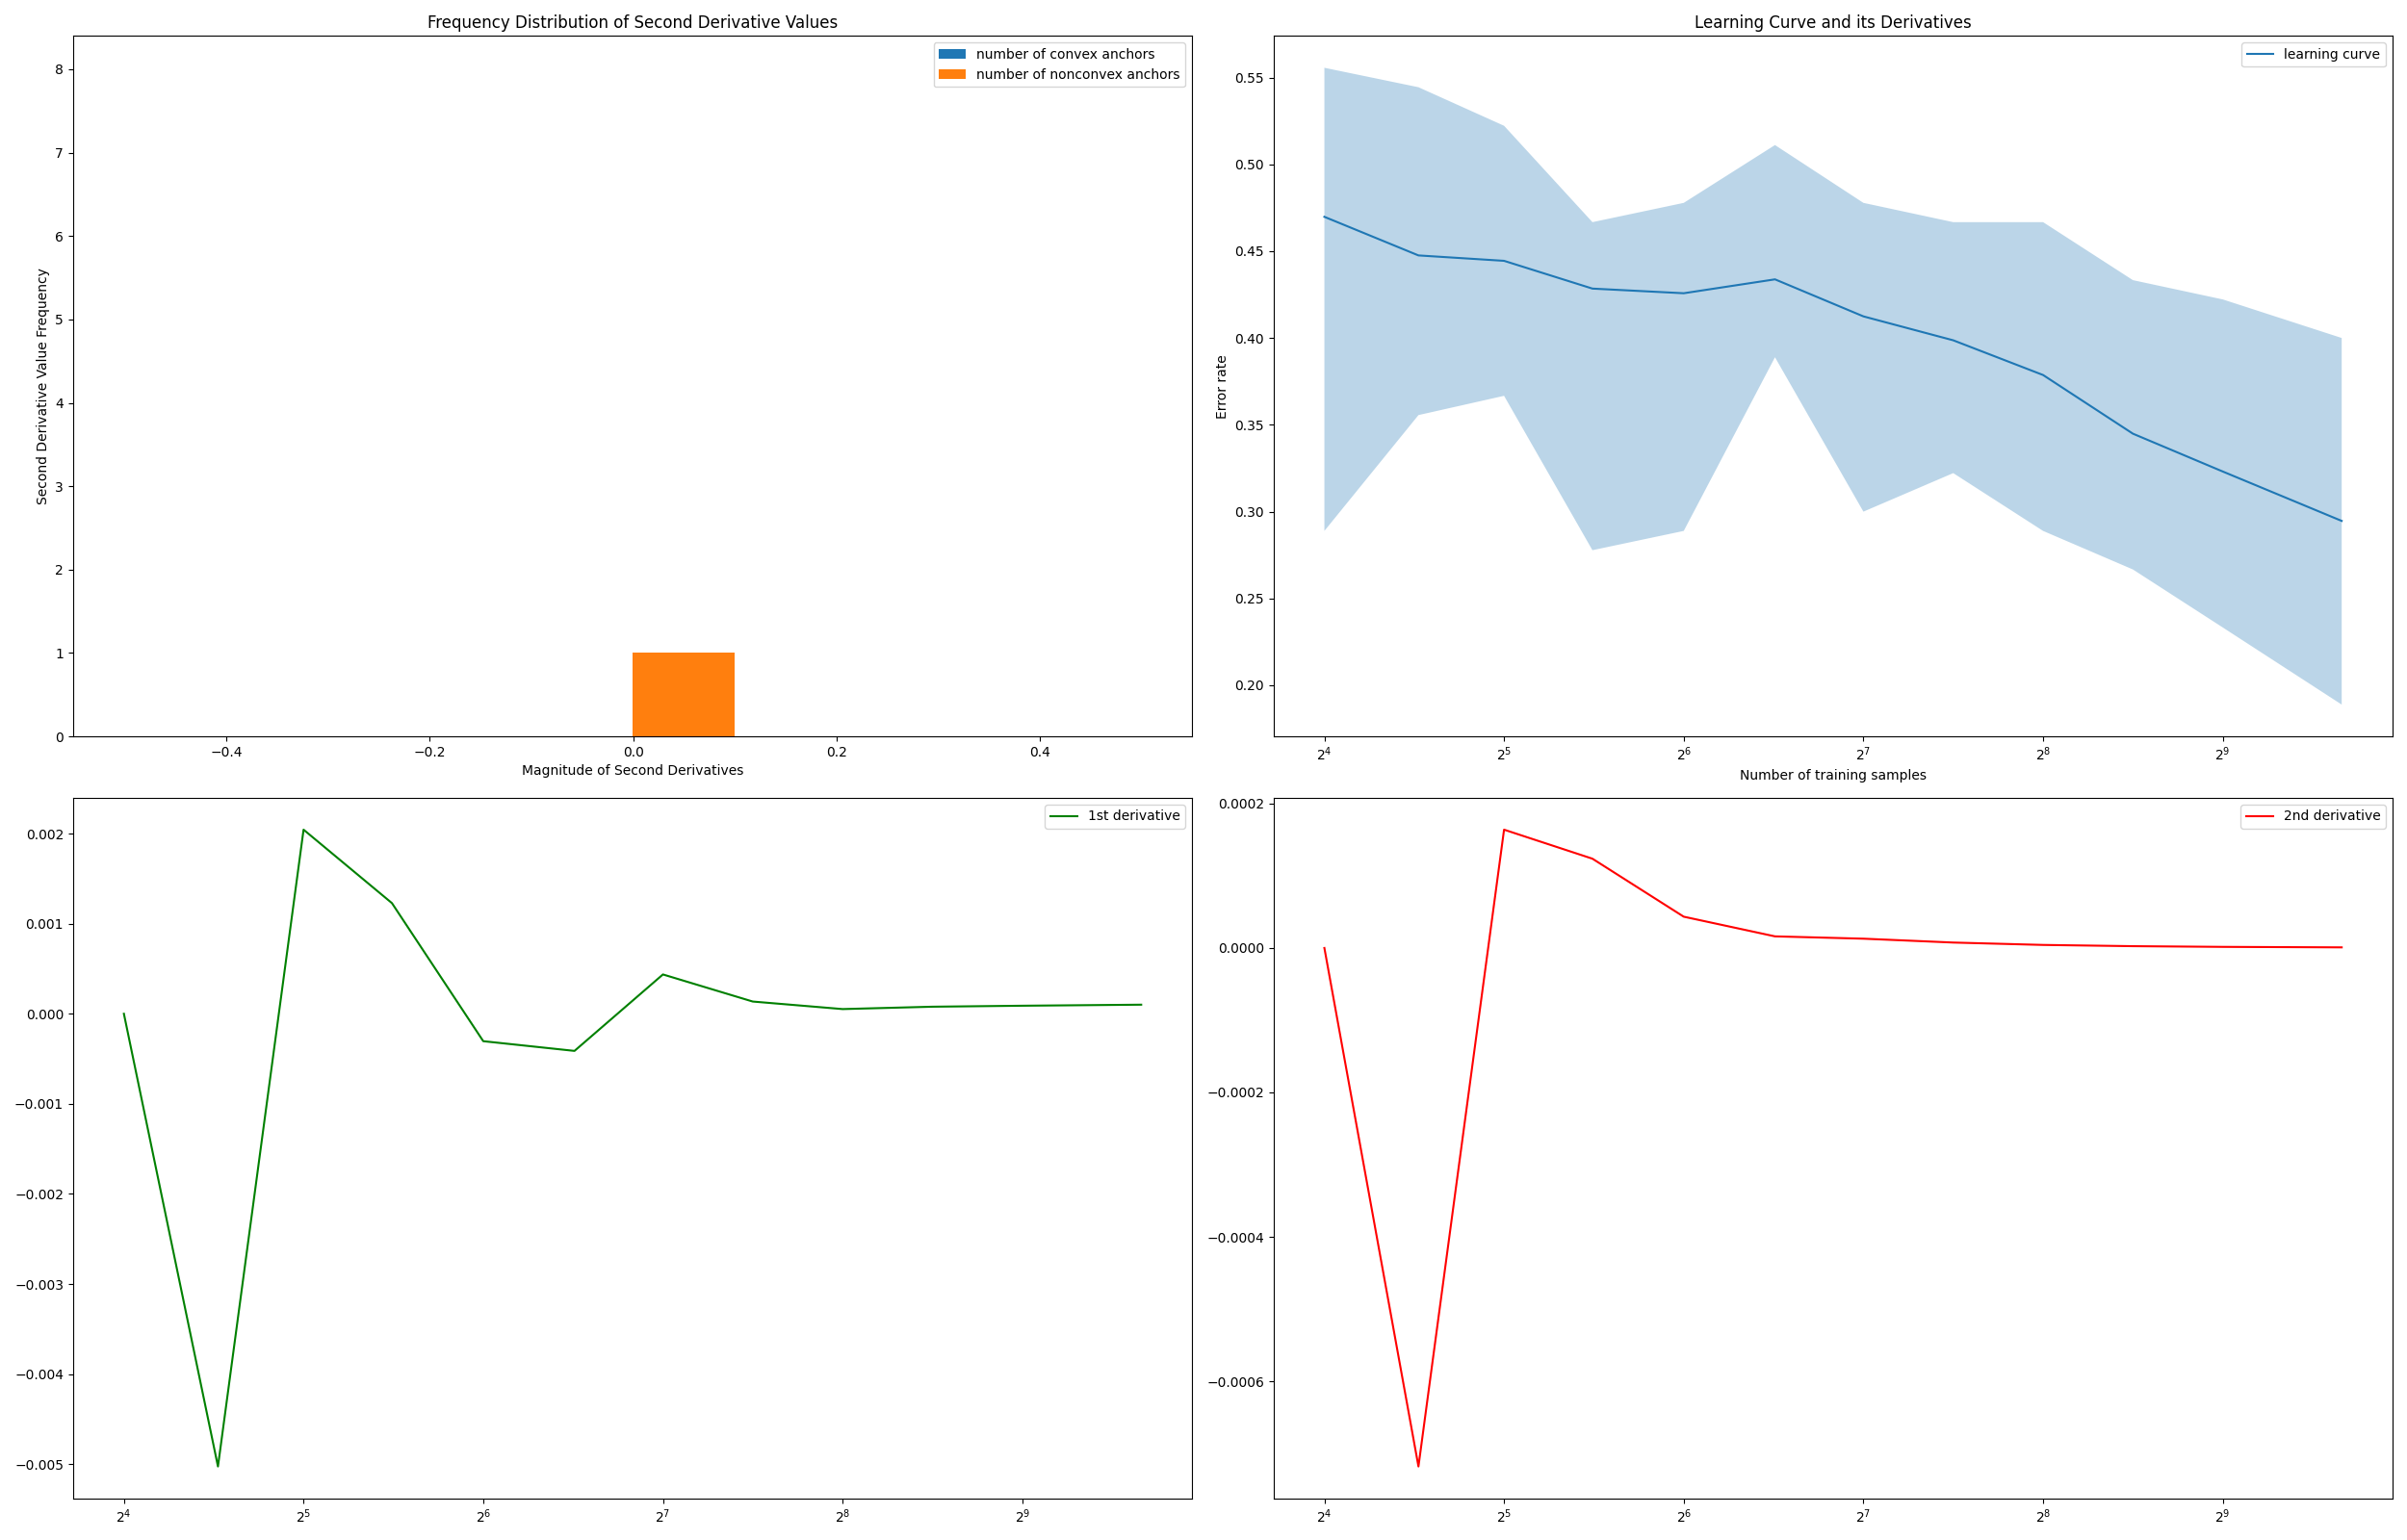 Frequency Distribution of Second Derivative Values
number of convex anchors
number of nonconvex anchors
8
7
6
5
4
3
2
1
0
Second Derivative Value Frequency
−0.4 −0.2 0.0 0.2 0.4
Magnitude of Second Derivatives
Learning Curve and its Derivatives
learning curve
0.55
0.50
0.45
0.40
0.35
0.30
0.25
0.20
Error rate
2⁴ 2⁵ 2⁶ 2⁷ 2⁸ 2⁹
Number of training samples
1st derivative
0.002
0.001
0.000
−0.001
−0.002
−0.003
−0.004
−0.005
2⁴ 2⁵ 2⁶ 2⁷ 2⁸ 2⁹
2nd derivative
0.0002
0.0000
−0.0002
−0.0004
−0.0006
2⁴ 2⁵ 2⁶ 2⁷ 2⁸ 2⁹